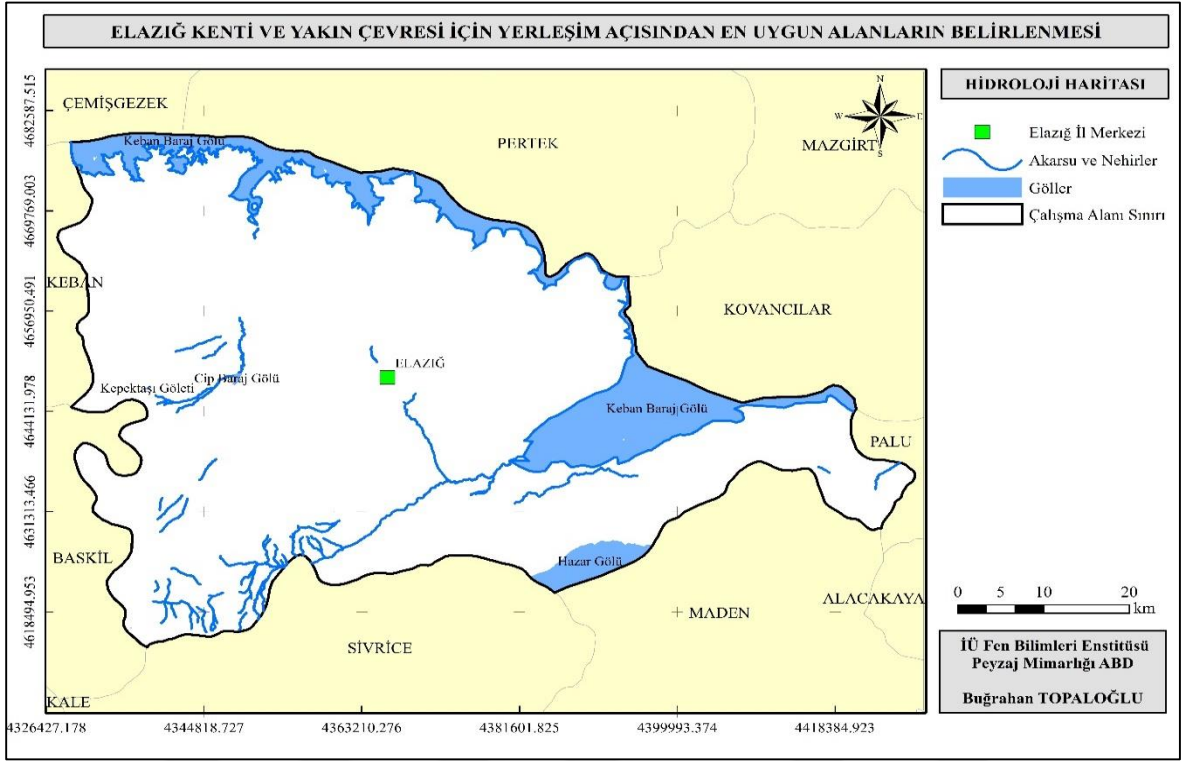 ELAZIĞ KENTİ VE YAKIN ÇEVRESİ İÇİN YERLEŞİM AÇISINDAN EN UYGUN ALANLARIN BELİRLENMESİ
ÇEMİŞGEZEK
Keban Baraj Gölü
PERTEK
MAZGİRT
KEBAN
KOVANCILAR
ELAZIĞ
Kepektaşı Göleti
Cip Baraj Gölü
Keban Baraj Gölü
PALU
BASKİL
Hazar Gölü
ALACAKAYA
MADEN
SİVRİCE
KALE
N
W
E
S
4682587.515
4669769.003
4656950.491
4644131.978
4631313.466
4618494.953
4326427.178
4344818.727
4363210.276
4381601.825
4399993.374
4418384.923
HİDROLOJİ HARİTASI
Elazığ İl Merkezi
Akarsu ve Nehirler
Göller
Çalışma Alanı Sınırı
0 5 10 20
km
İÜ Fen Bilimleri Enstitüsü
Peyzaj Mimarlığı ABD
Buğrahan TOPALOĞLU